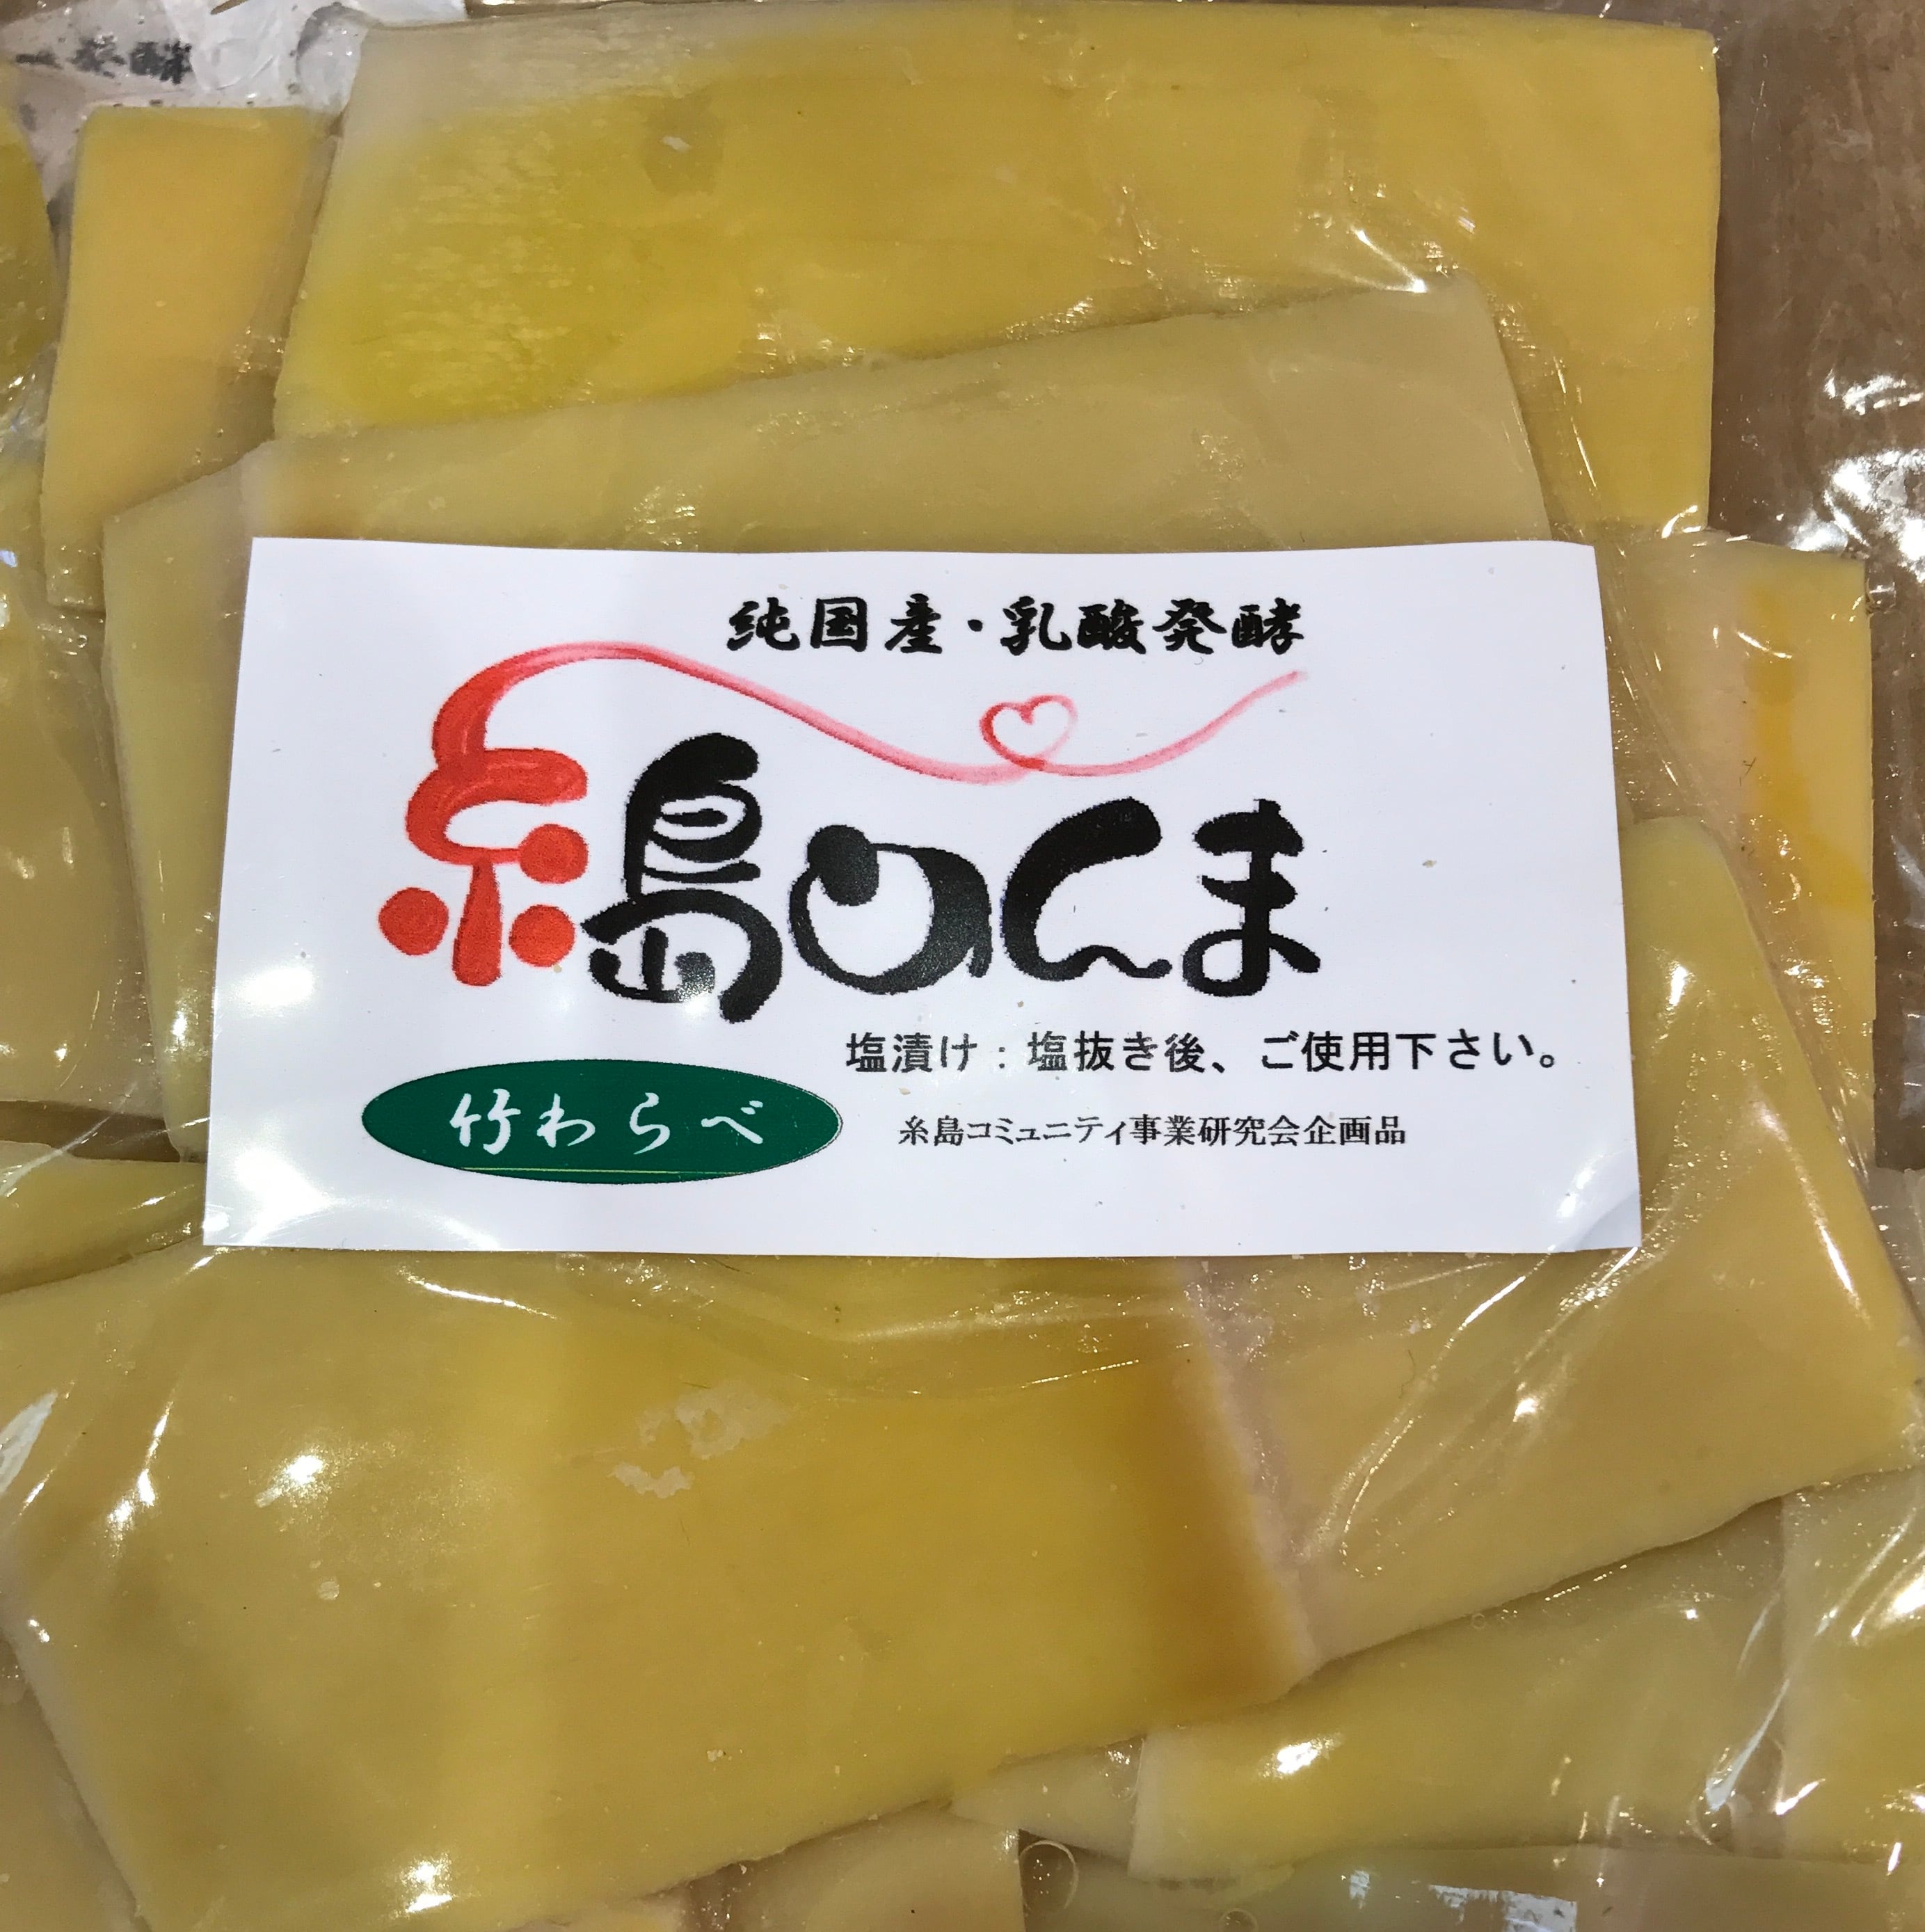 発酵
純国産・乳酸発酵
糸島めんま
塩漬け：塩抜き後、ご使用下さい。
竹わらべ
糸島コミュニティ事業研究会企画品